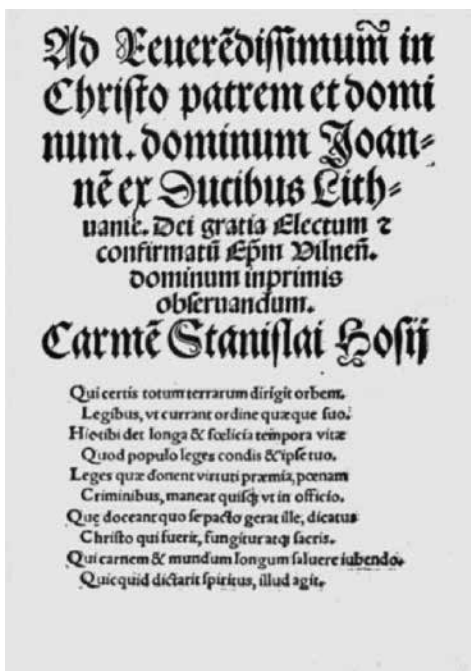 Ad Reuerẽdissimum̃ in
Christo patrem et domi
num. dominum Joan⸗
nẽ ex Ducibus Lith⸗
uanie. Dei gratia Electum ⁊
confirmatũ Ep̃m Vilneñ.
dominum inprimis
obseruandum.
Carmẽ Stanislai Hosij
Qui certis totum terrarum dirigit orbem.
Legibus, vt currant ordine quæque suo.
Hic tibi det longa & fœlicia tempora vitæ
Quod populo leges condis & ipse tuo.
Leges quæ donent virtuti præmia, pœnam
Criminibus, maneat quisq; vt in officio.
Quę doceant quo se pacto gerat ille, dicatus
Christo qui fuerit, fungitur atq; sacris.
Qui carnem & mundum longum saluere iubendo.
Quicquid dictarit spiritus, illud agit.